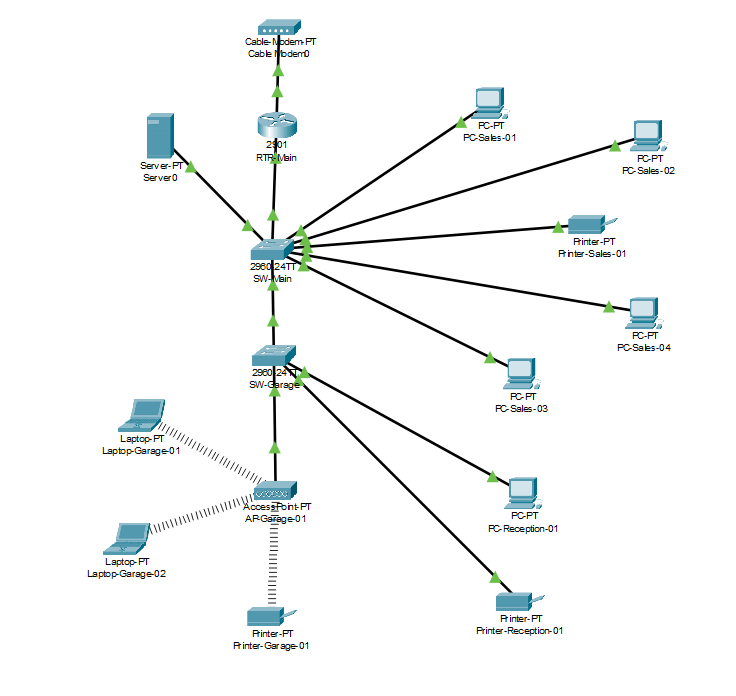 Cable-Modem-PT
Cable Modem0
2901
RTR-Main
Server-PT
Server0
PC-PT
PC-Sales-01
PC-PT
PC-Sales-02
Printer-PT
Printer-Sales-01
2960-24TT
SW-Main
PC-PT
PC-Sales-04
2960-24TT
SW-Garage
PC-PT
PC-Sales-03
Laptop-PT
Laptop-Garage-01
AccessPoint-PT
AP-Garage-01
PC-PT
PC-Reception-01
Laptop-PT
Laptop-Garage-02
Printer-PT
Printer-Garage-01
Printer-PT
Printer-Reception-01